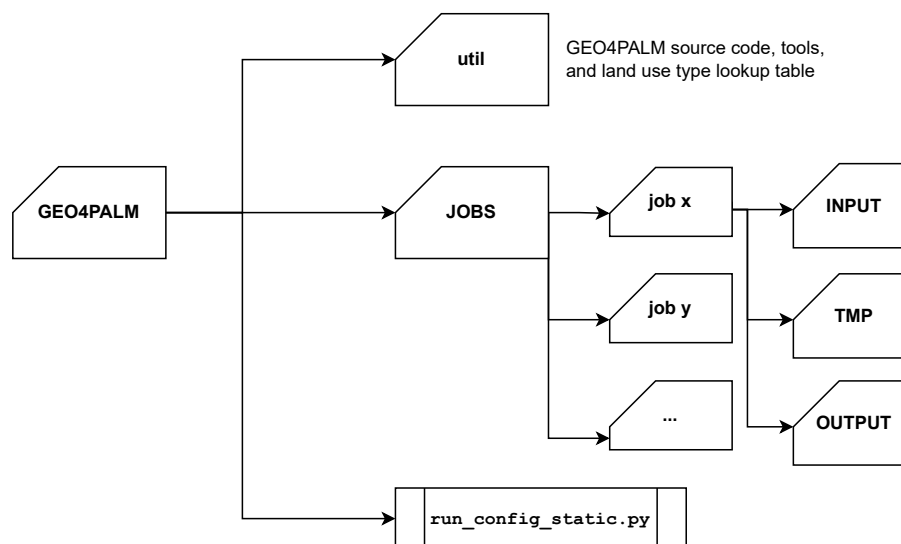 util
GEO4PALM source code, tools,
and land use type lookup table
GEO4PALM
JOBS
job x
INPUT
job y
TMP
...
OUTPUT
run_config_static.py